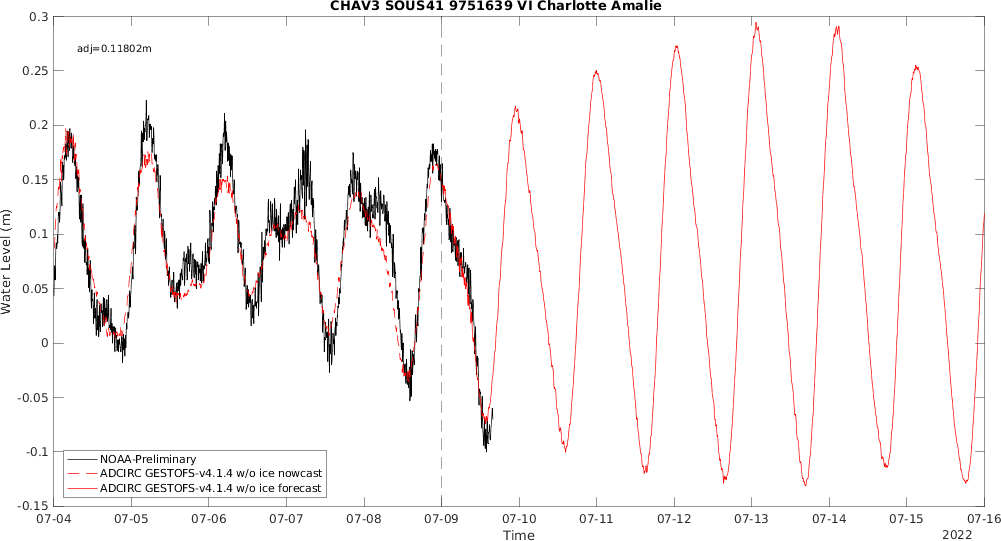 CHAV3 SOUS41 9751639 VI Charlotte Amalie
adj=0.11802m
0.3
0.25
0.2
0.15
0.1
0.05
0
-0.05
-0.1
-0.15
Water Level (m)
NOAA-Preliminary
ADCIRC GESTOFS-v4.1.4 w/o ice nowcast
ADCIRC GESTOFS-v4.1.4 w/o ice forecast
07-04 07-05 07-06 07-07 07-08 07-09 07-10 07-11 07-12 07-13 07-14 07-15 07-16
Time
2022